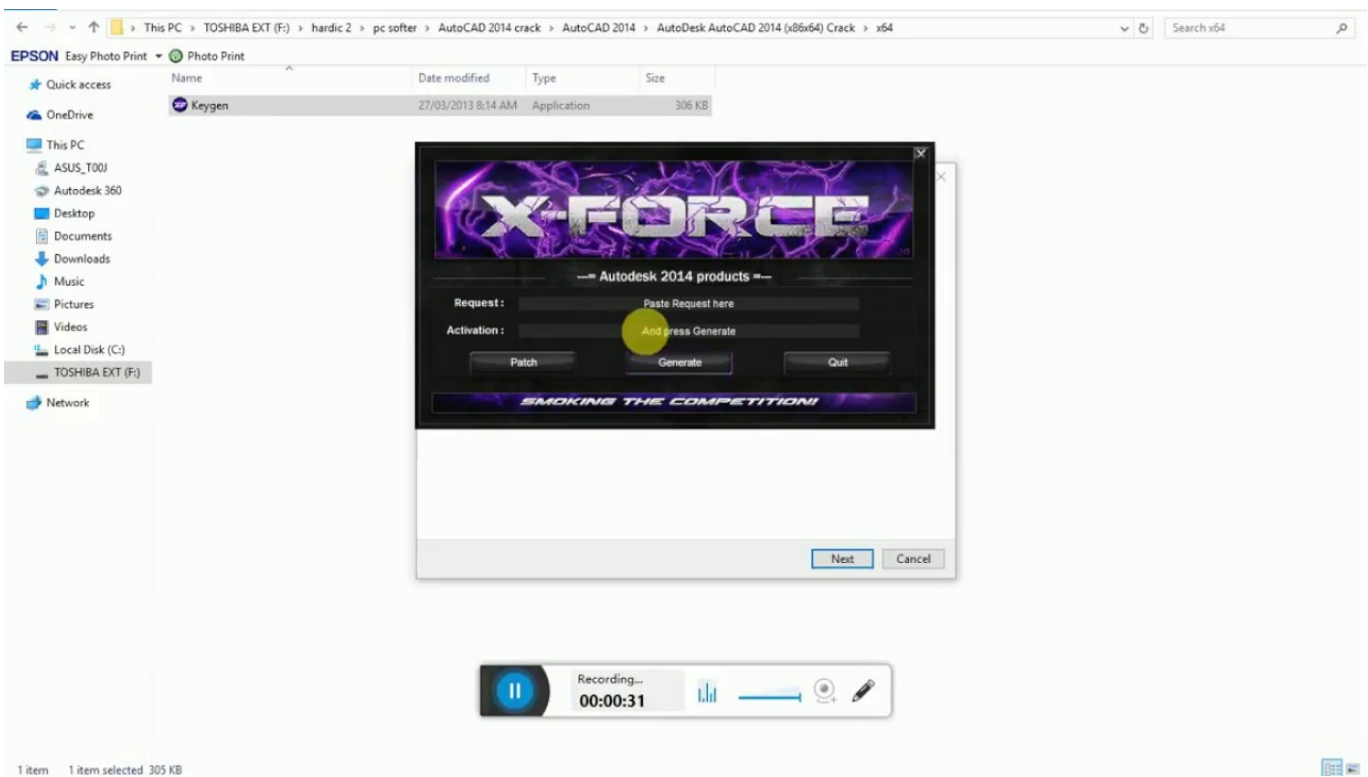 This PC > TOSHIBA EXT (F:) > hardic 2 > pc softer > AutoCAD 2014 crack > AutoCAD 2014 > AutoDesk AutoCAD 2014 (x86x64) Crack > x64
Search x64
EPSON Easy Photo Print Photo Print
Name Date modified Type Size
Keygen 27/03/2013 8:14 AM Application 306 KB
Quick access
OneDrive
This PC
ASUS_T00J
Autodesk 360
Desktop
Documents
Downloads
Music
Pictures
Videos
Local Disk (C:)
TOSHIBA EXT (F:)
Network
X-FORCE
---= Autodesk 2014 products =---
Request : Paste Request here
Activation : And press Generate
Patch Generate Quit
SMOKING THE COMPETITION!
Next Cancel
Recording...
00:00:31
1 item 1 item selected 305 KB